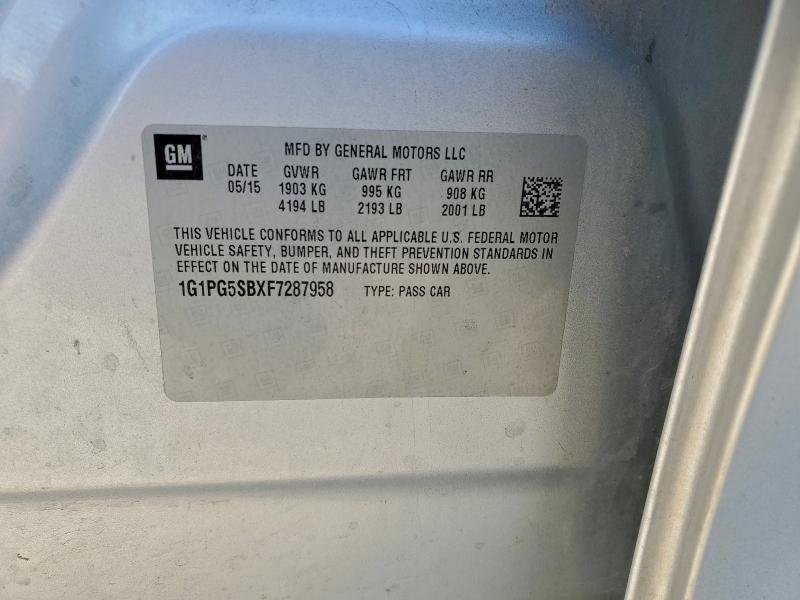 GM
MFD BY GENERAL MOTORS LLC
DATE GVWR GAWR FRT GAWR RR
05/15 1903 KG 995 KG 908 KG
4194 LB 2193 LB 2001 LB
THIS VEHICLE CONFORMS TO ALL APPLICABLE U.S. FEDERAL MOTOR
VEHICLE SAFETY, BUMPER, AND THEFT PREVENTION STANDARDS IN
EFFECT ON THE DATE OF MANUFACTURE SHOWN ABOVE.
1G1PG5SBXF7287958 TYPE: PASS CAR